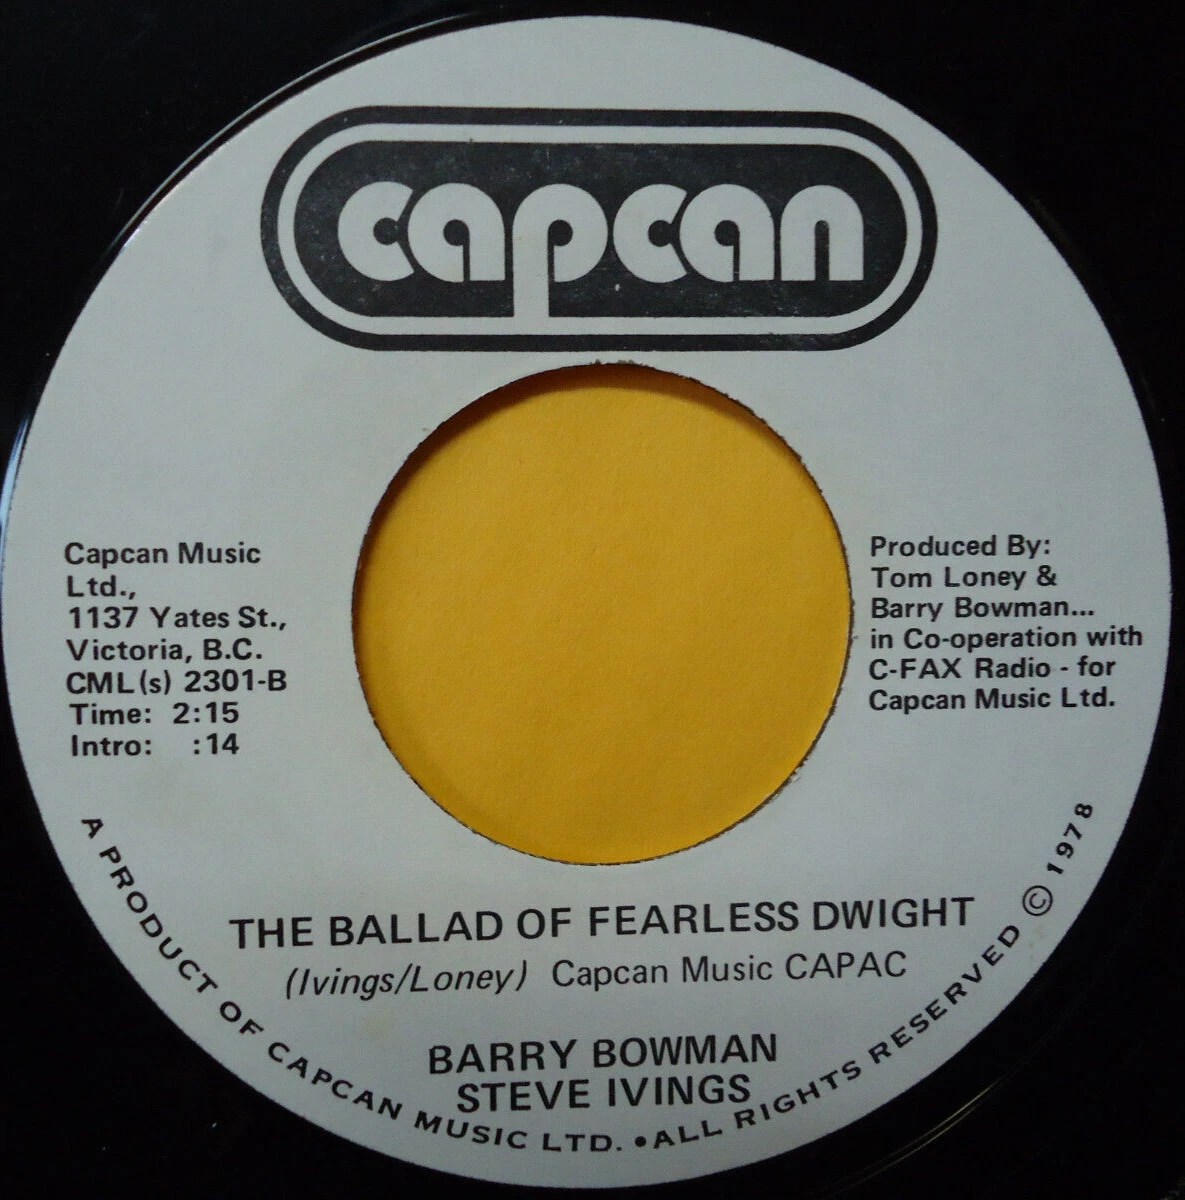 capcan
Capcan Music
Ltd.,
1137 Yates St.,
Victoria, B.C.
CML(s) 2301-B
Time: 2:15
Intro: :14
Produced By:
Tom Loney &
Barry Bowman...
in Co-operation with
C-FAX Radio - for
Capcan Music Ltd.
THE BALLAD OF FEARLESS DWIGHT
(Ivings/Loney) Capcan Music CAPAC
BARRY BOWMAN
STEVE IVINGS
A PRODUCT OF CAPCAN MUSIC LTD. • ALL RIGHTS RESERVED © 1978